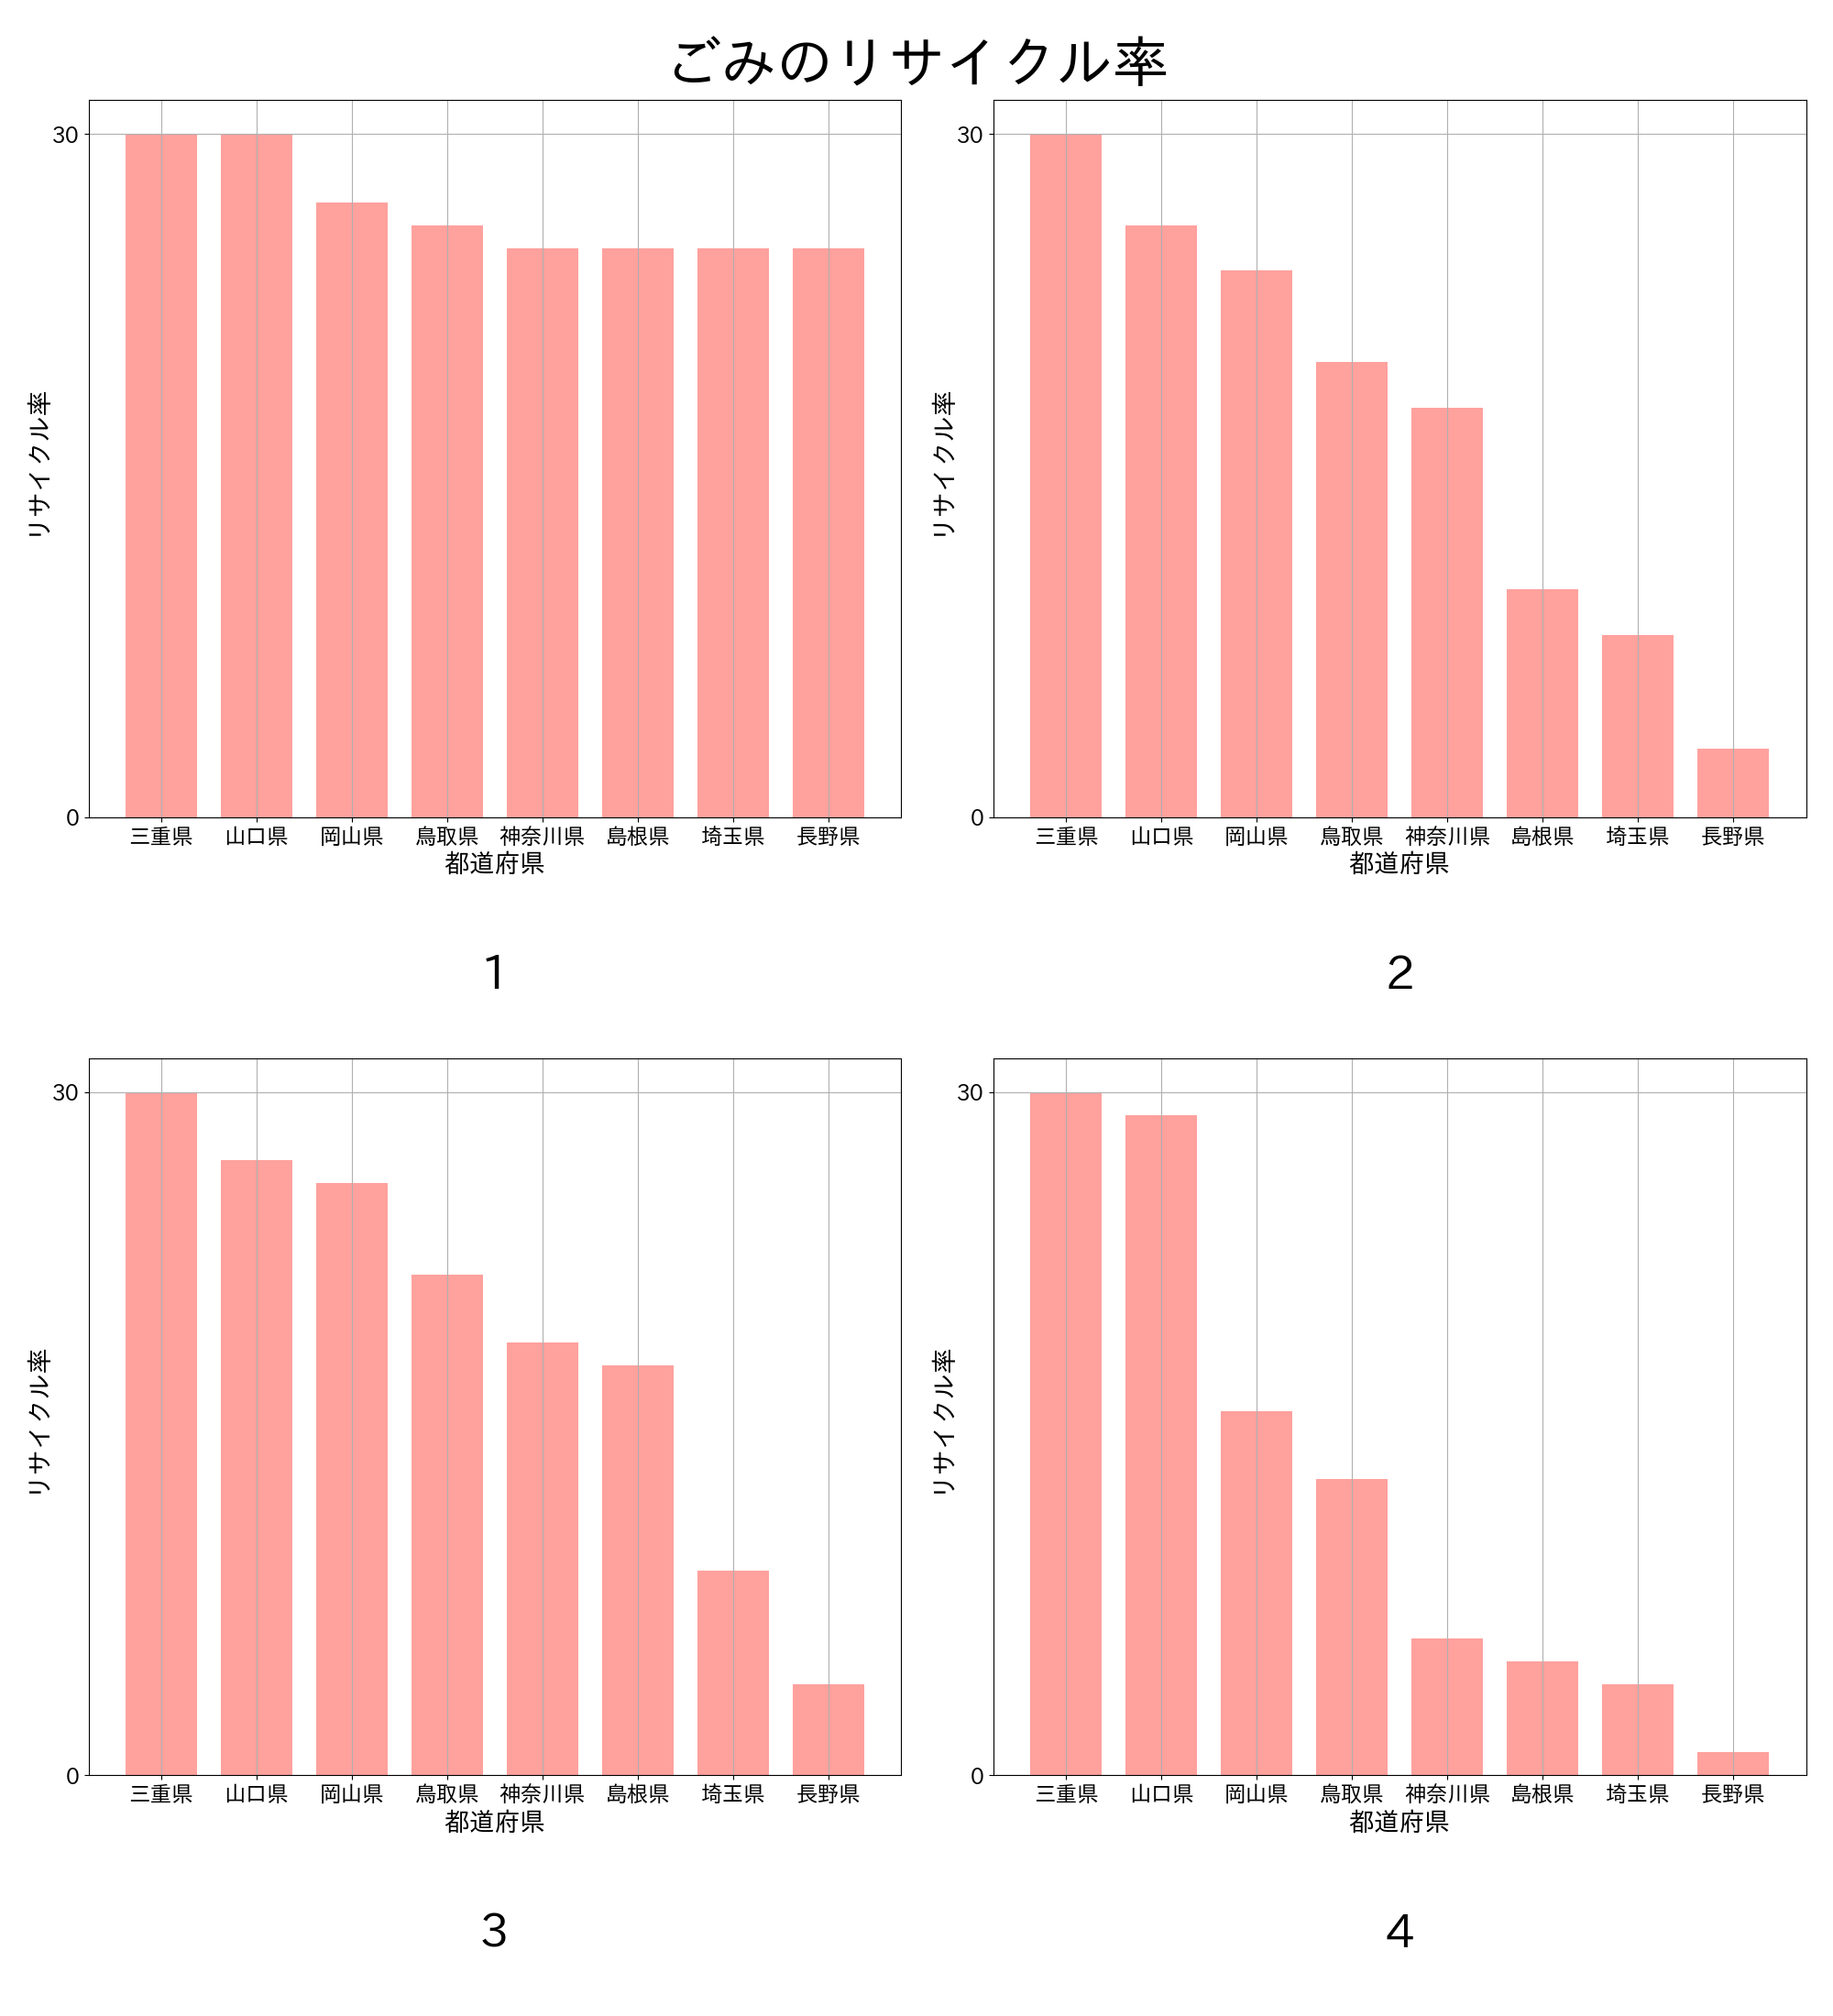 ごみのリサイクル率
30
0
リサイクル率
三重県 山口県 岡山県 鳥取県 神奈川県 島根県 埼玉県 長野県
都道府県
1
30
0
リサイクル率
三重県 山口県 岡山県 鳥取県 神奈川県 島根県 埼玉県 長野県
都道府県
2
30
0
リサイクル率
三重県 山口県 岡山県 鳥取県 神奈川県 島根県 埼玉県 長野県
都道府県
3
30
0
リサイクル率
三重県 山口県 岡山県 鳥取県 神奈川県 島根県 埼玉県 長野県
都道府県
4